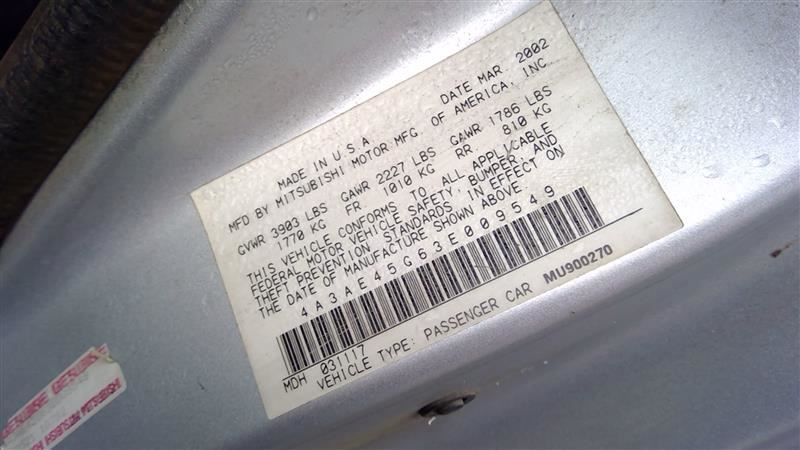 MADE IN U.S.A DATE MAR 2002
MFD BY MITSUBISHI MOTOR MFG. OF AMERICA, INC
GVWR 3903 LBS GAWR 2227 LBS GAWR 1786 LBS
1770 KG FR. 1010 KG RR 810 KG
THIS VEHICLE CONFORMS TO ALL APPLICABLE
FEDERAL MOTOR VEHICLE SAFETY, BUMPER, AND
THEFT PREVENTION STANDARDS IN EFFECT ON
THE DATE OF MANUFACTURE SHOWN ABOVE.
4A3AE45G63E009549
MDH 031117
VEHICLE TYPE: PASSENGER CAR MU900270
GENUINE
MITSUBISHI